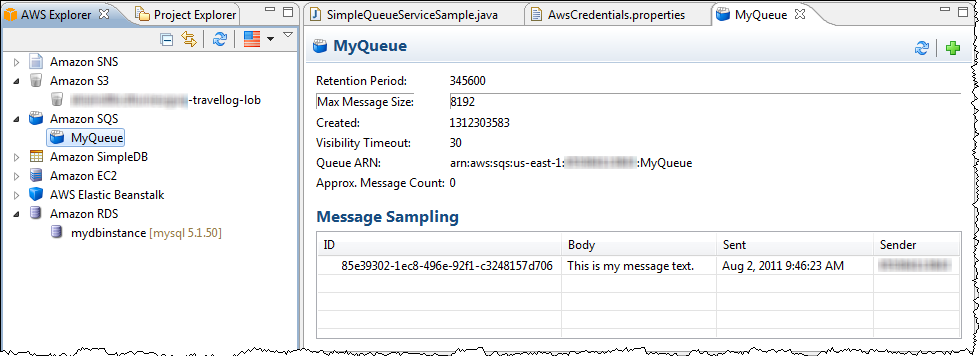 AWS Explorer
Project Explorer
Amazon SNS
Amazon S3
-travellog-lob
Amazon SQS
MyQueue
Amazon SimpleDB
Amazon EC2
AWS Elastic Beanstalk
Amazon RDS
mydbinstance [mysql 5.1.50]
SimpleQueueServiceSample.java
AwsCredentials.properties
MyQueue
MyQueue
Retention Period: 345600
Max Message Size: 8192
Created: 1312303583
Visibility Timeout: 30
Queue ARN: arn:aws:sqs:us-east-1: :MyQueue
Approx. Message Count: 0
Message Sampling
ID Body Sent Sender
85e39302-1ec8-496e-92f1-c3248157d706 This is my message text. Aug 2, 2011 9:46:23 AM